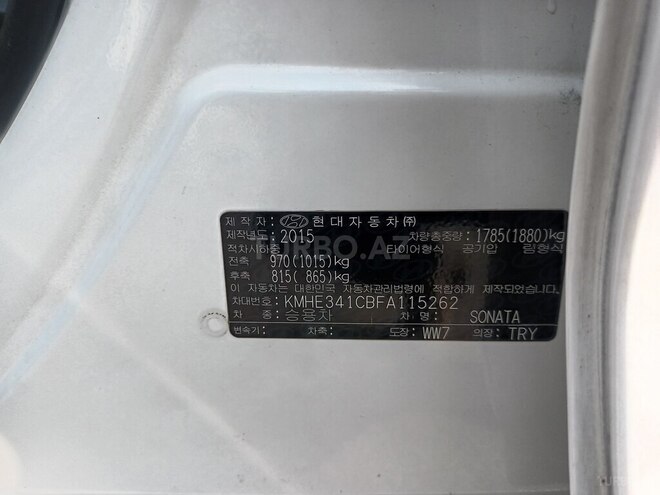 제 작 자: 현대자동차㈜
제작년도: 2015 차량총중량: 1785(1880)kg
적차시하중 타이어형식 공기압 림형식
전축 970(1015)kg
후축 815( 865)kg
이 자동차는 대한민국 자동차관리법령에 적합하게 제작되었습니다.
차대번호: KMHE341CBFA115262
차 종: 승용차 차 명: SONATA
변속기: 차축: 도장: WW7 의장: TRY
TURBO.AZ